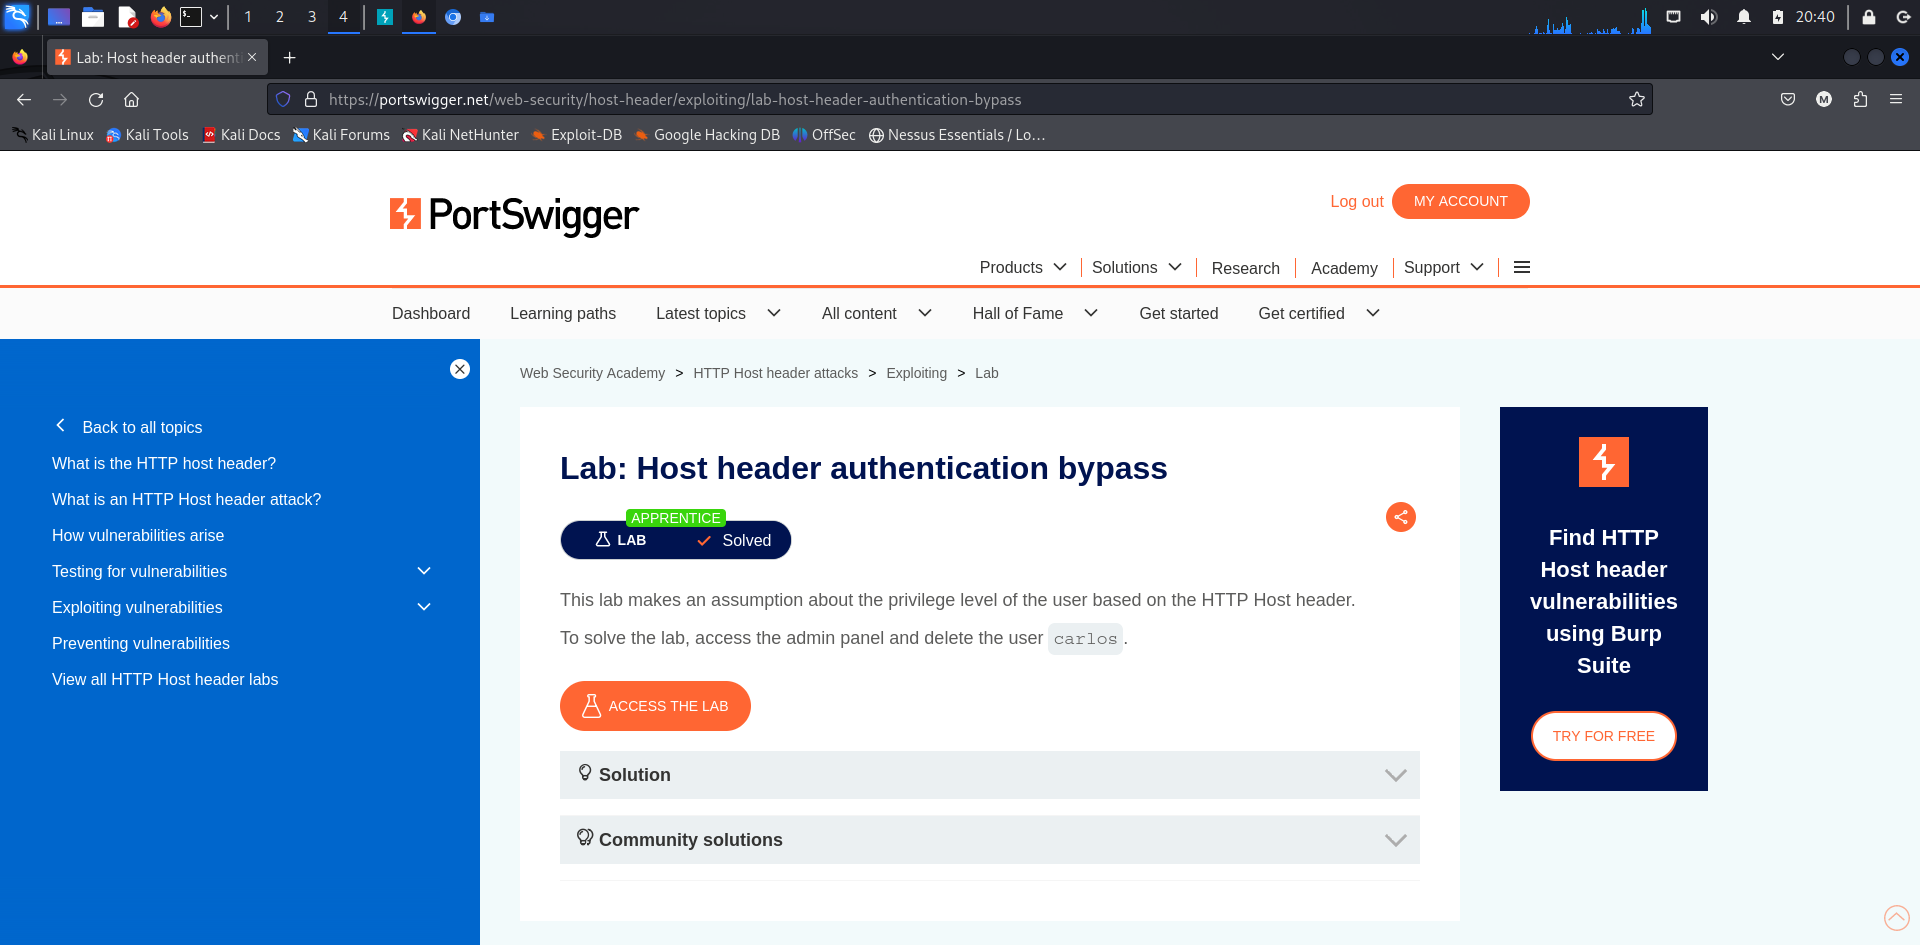 1 2 3 4 20:40
Lab: Host header authenti
https://portswigger.net/web-security/host-header/exploiting/lab-host-header-authentication-bypass
M
Kali Linux Kali Tools Kali Docs Kali Forums Kali NetHunter Exploit-DB Google Hacking DB OffSec Nessus Essentials / Lo...
PortSwigger
Log out MY ACCOUNT
Products Solutions Research Academy Support
Dashboard Learning paths Latest topics All content Hall of Fame Get started Get certified
Back to all topics
What is the HTTP host header?
What is an HTTP Host header attack?
How vulnerabilities arise
Testing for vulnerabilities
Exploiting vulnerabilities
Preventing vulnerabilities
View all HTTP Host header labs
Web Security Academy > HTTP Host header attacks > Exploiting > Lab
Lab: Host header authentication bypass
APPRENTICE
LAB Solved
This lab makes an assumption about the privilege level of the user based on the HTTP Host header.
To solve the lab, access the admin panel and delete the user carlos.
ACCESS THE LAB
Solution
Community solutions
Find HTTP
Host header
vulnerabilities
using Burp
Suite
TRY FOR FREE